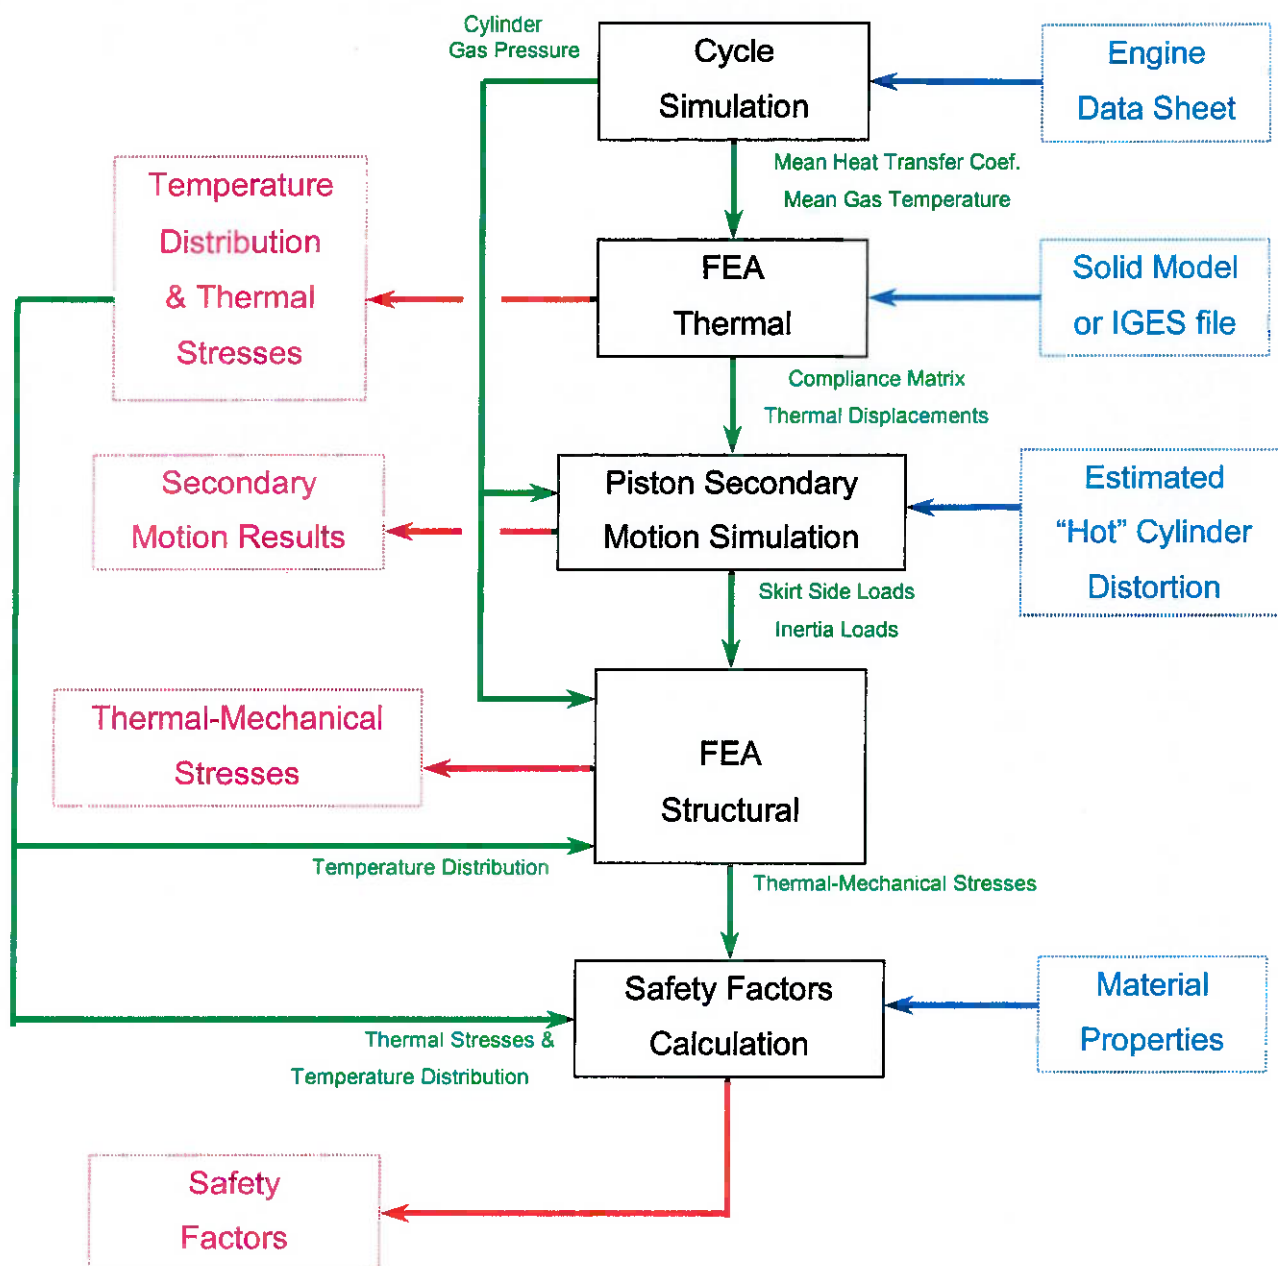 Cylinder
Gas Pressure
Cycle
Simulation
Engine
Data Sheet
Mean Heat Transfer Coef.
Mean Gas Temperature
Temperature
Distribution
& Thermal
Stresses
FEA
Thermal
Solid Model
or IGES file
Compliance Matrix
Thermal Displacements
Secondary
Motion Results
Piston Secondary
Motion Simulation
Estimated
“Hot” Cylinder
Distortion
Skirt Side Loads
Inertia Loads
Thermal-Mechanical
Stresses
FEA
Structural
Temperature Distribution
Thermal-Mechanical Stresses
Safety Factors
Calculation
Material
Properties
Thermal Stresses &
Temperature Distribution
Safety
Factors